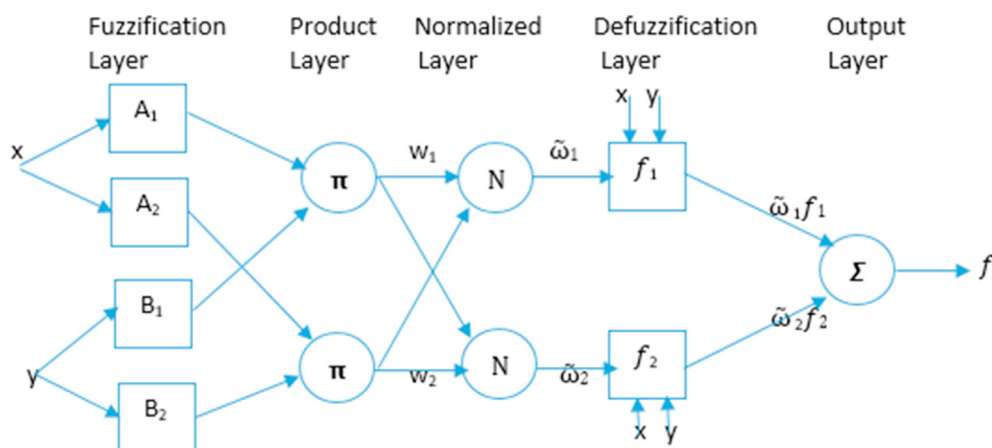 Fuzzification Layer
Product Layer
Normalized Layer
Defuzzification Layer
Output Layer
x
y
A₁
A₂
B₁
B₂
π
π
w₁
w₂
N
N
ω̃₁
ω̃₂
x y
f₁
f₂
x y
ω̃₁f₁
ω̃₂f₂
Σ
f